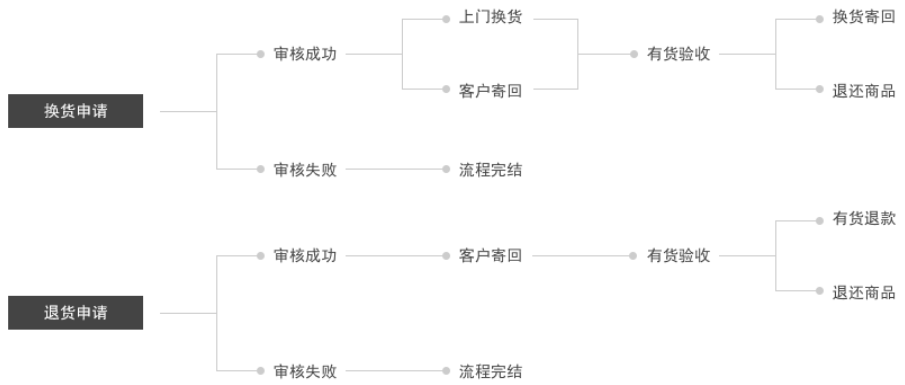 换货申请
审核成功
上门换货
客户寄回
有货验收
换货寄回
退还商品
审核失败
流程完结
退货申请
审核成功
客户寄回
有货验收
有货退款
退还商品
审核失败
流程完结